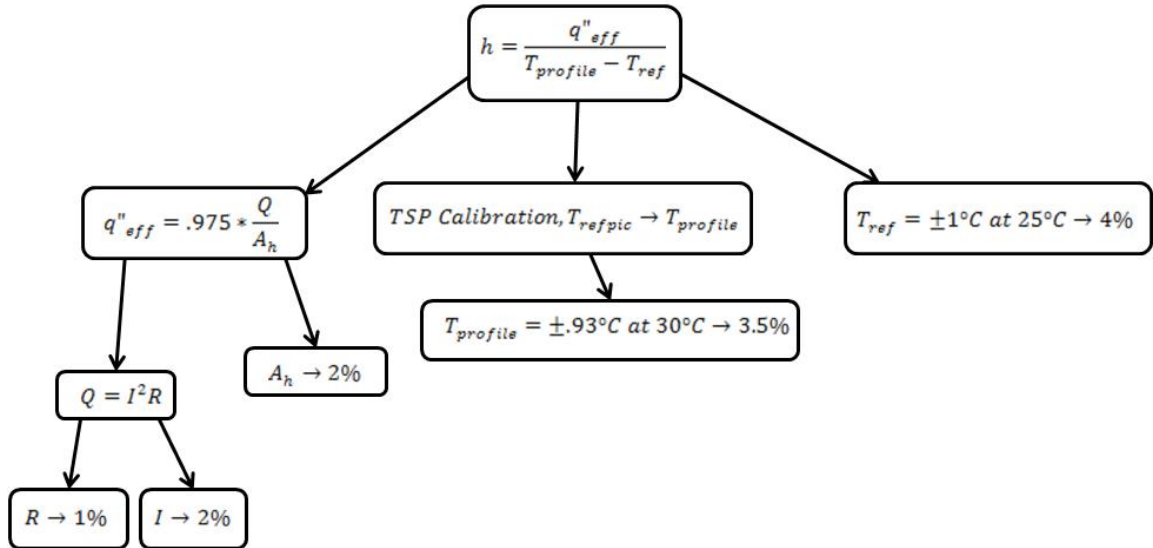 h = q"eff / (Tprofile − Tref)
q"eff = .975 * Q / Ah
TSP Calibration, Trefpic → Tprofile
Tref = ±1°C at 25°C → 4%
Tprofile = ±.93°C at 30°C → 3.5%
Ah → 2%
Q = I²R
R → 1%
I → 2%